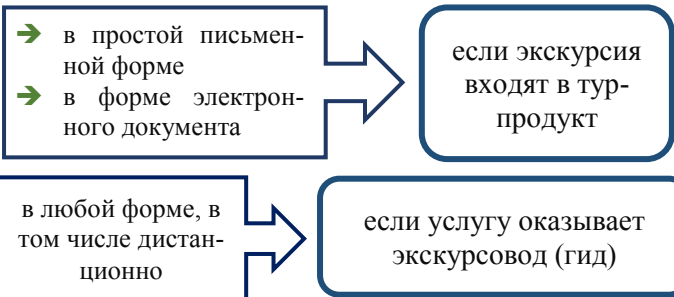 в простой письмен-
ной форме
в форме электрон-
ного документа
если экскурсия
входят в тур-
продукт
в любой форме, в
том числе дистан-
ционно
если услугу оказывает
экскурсовод (гид)